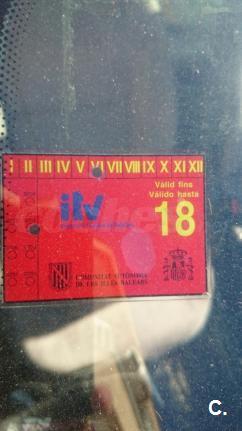 I II III IV V VI VII VIII IX X XI XII
Vàlid fins
Válido hasta
itv
18
COMUNITAT AUTÒNOMA
DE LES ILLES BALEARS
C.